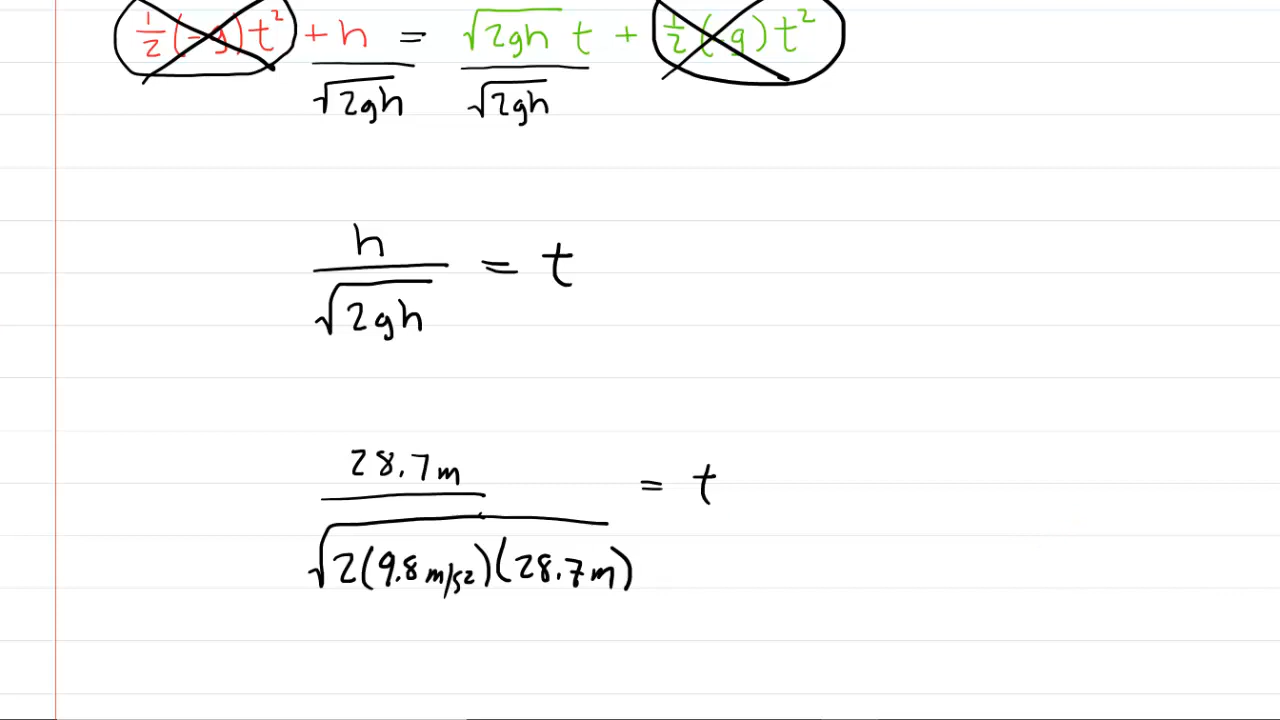 ½(-g)t² + h = √2gh t + ½(-g)t²
√2gh √2gh
h
= t
√2gh
28.7m
= t
√2(9.8m/s2)(28.7m)